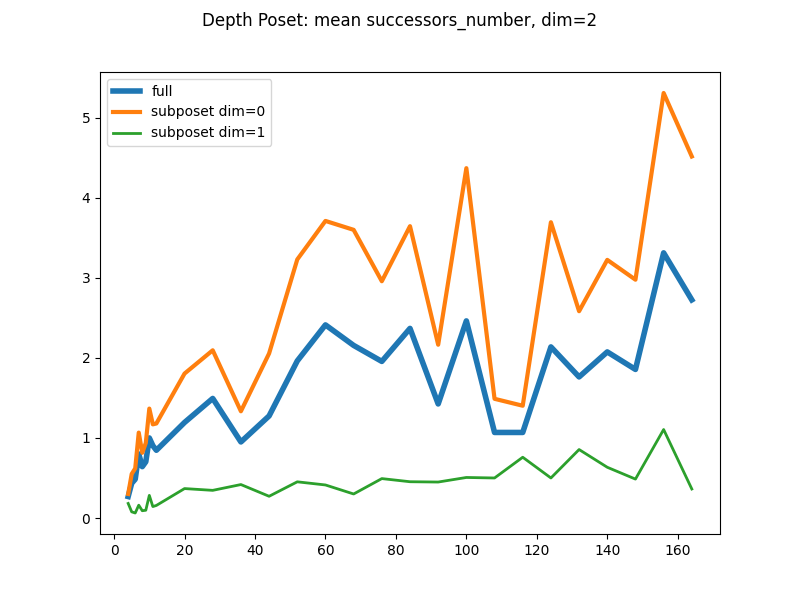 Depth Poset: mean successors_number, dim=2
full
subposet dim=0
subposet dim=1
5
4
3
2
1
0
0 20 40 60 80 100 120 140 160